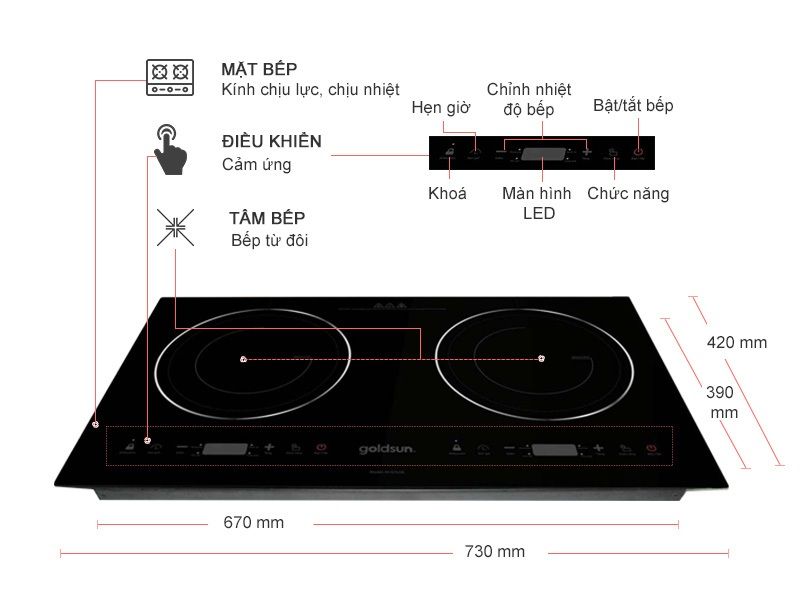 MẶT BẾP
Kính chịu lực, chịu nhiệt
ĐIỀU KHIỂN
Cảm ứng
TÂM BẾP
Bếp từ đôi
Hẹn giờ
Chỉnh nhiệt
độ bếp
Bật/tắt bếp
Khoá
Màn hình
LED
Chức năng
420 mm
390
mm
goldsun
670 mm
730 mm